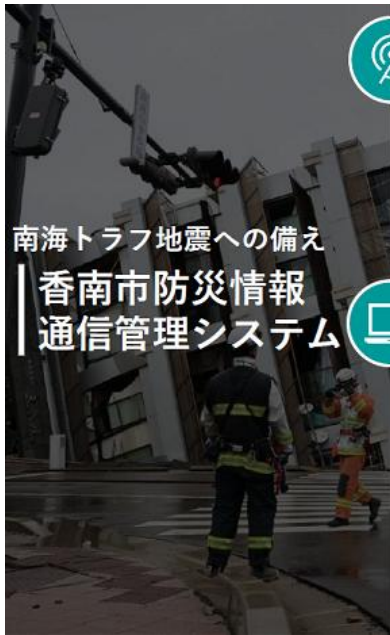 南海トラフ地震への備え
香南市防災情報
通信管理システム